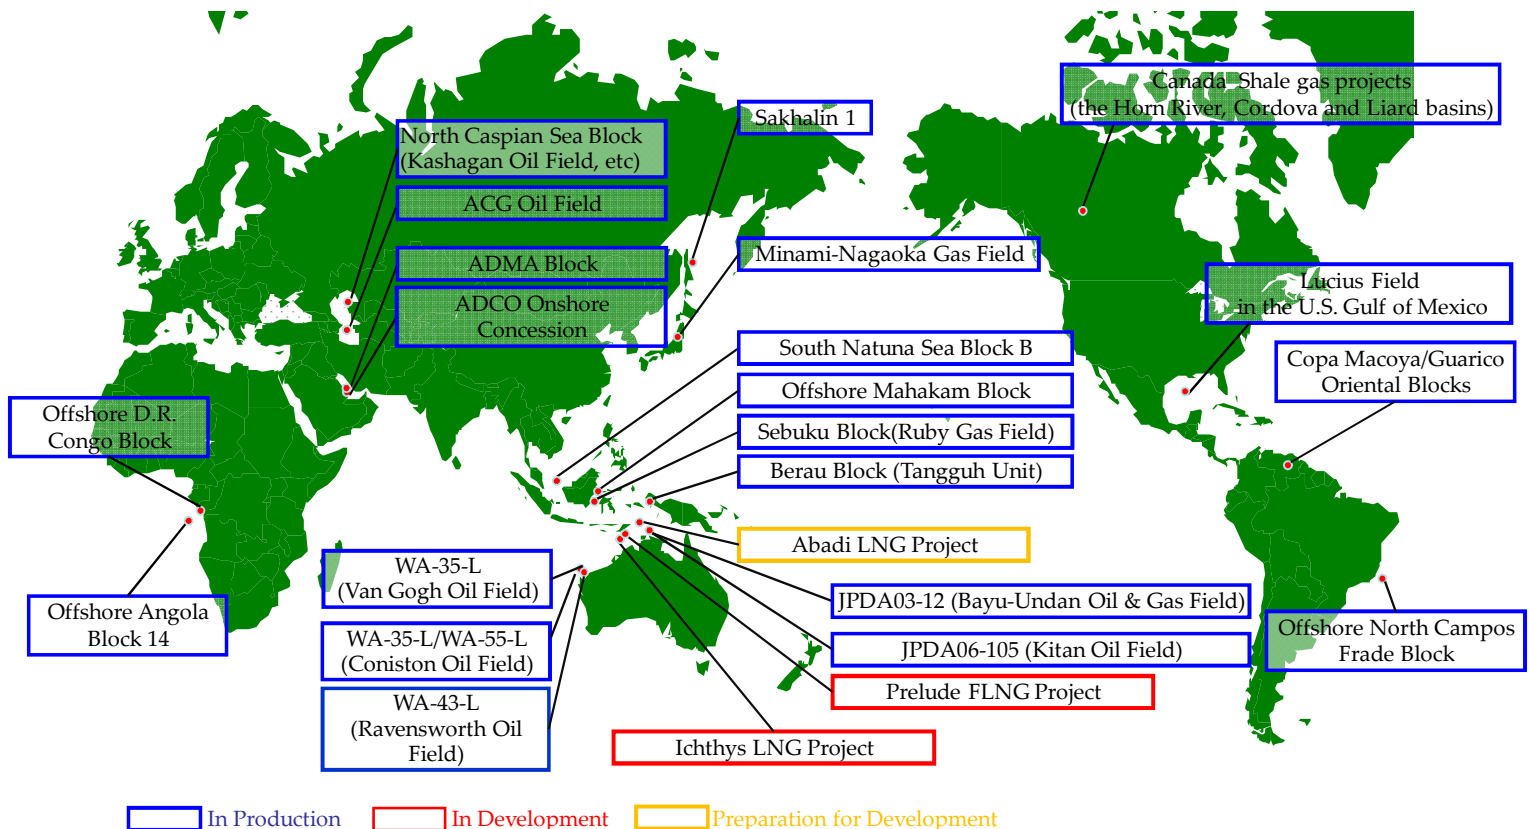 Canada Shale gas projects
(the Horn River, Cordova and Liard basins)
Sakhalin 1
North Caspian Sea Block
(Kashagan Oil Field, etc)
ACG Oil Field
Minami-Nagaoka Gas Field
ADMA Block
Lucius Field
in the U.S. Gulf of Mexico
ADCO Onshore
Concession
South Natuna Sea Block B
Copa Macoya/Guarico
Oriental Blocks
Offshore Mahakam Block
Offshore D.R.
Congo Block
Sebuku Block(Ruby Gas Field)
Berau Block (Tangguh Unit)
Abadi LNG Project
WA-35-L
(Van Gogh Oil Field)
JPDA03-12 (Bayu-Undan Oil & Gas Field)
Offshore Angola
Block 14
WA-35-L/WA-55-L
(Coniston Oil Field)
JPDA06-105 (Kitan Oil Field)
Offshore North Campos
Frade Block
Prelude FLNG Project
WA-43-L
(Ravensworth Oil
Field)
Ichthys LNG Project
In Production
In Development
Preparation for Development